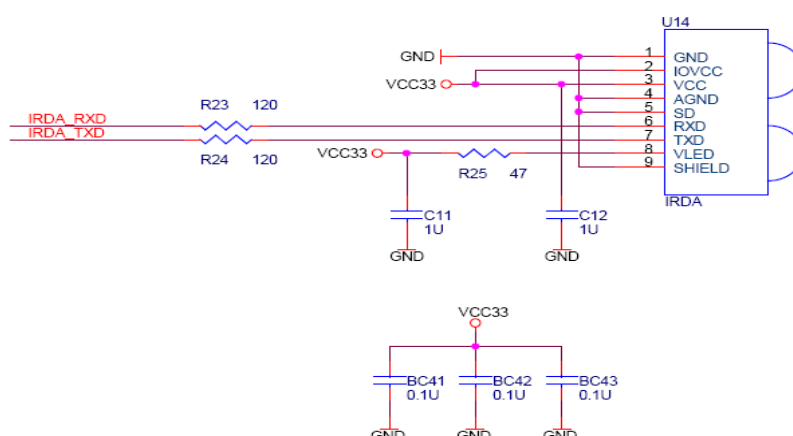 U14
GND 1 GND
2 IOVCC
VCC33 3 VCC
4 AGND
R23 120 5 SD
IRDA_RXD 6 RXD
IRDA_TXD 7 TXD
VCC33 8 VLED
R24 120 R25 47 9 SHIELD
IRDA
C11 C12
1U 1U
GND GND
VCC33
BC41 BC42 BC43
0.1U 0.1U 0.1U
GND GND GND